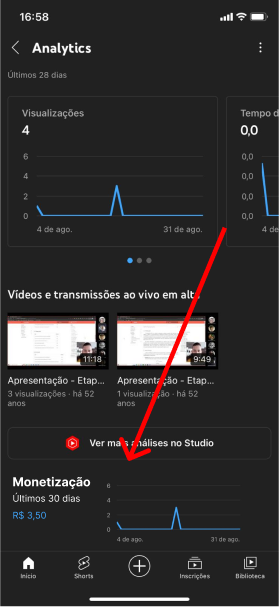 16:58
Analytics
Últimos 28 dias
Visualizações
4
6
4
2
0
4 de ago.
31 de ago.
Tempo d
0,0
0,0
0,0
0,0
0,0
4 de
Vídeos e transmissões ao vivo em alta
11:18
Apresentação - Etap...
3 visualizações · há 52
anos
9:49
Apresentação - Etap...
1 visualização · há 52
anos
Ver mais análises no Studio
Monetização
Últimos 30 dias
R$ 3,50
6
4
2
0
4 de ago.
31 de ago.
Início
Shorts
Inscrições
Biblioteca